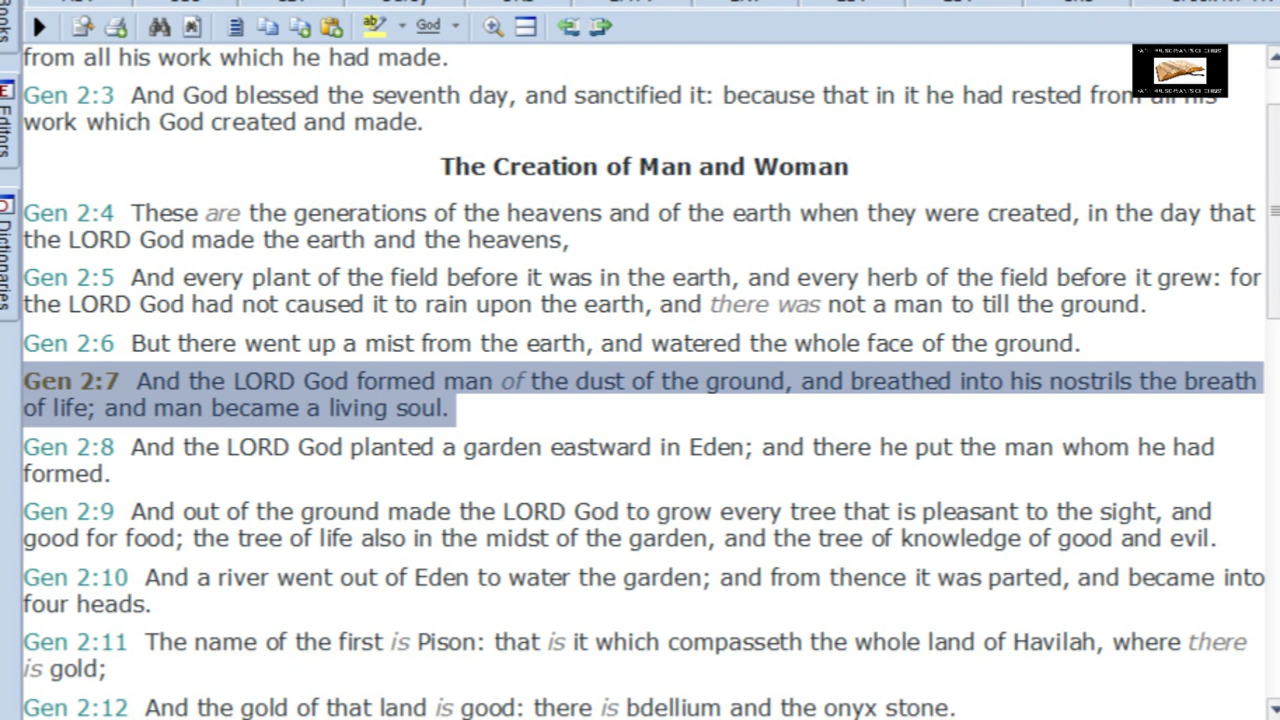 from all his work which he had made.
Gen 2:3 And God blessed the seventh day, and sanctified it: because that in it he had rested from all his
work which God created and made.
The Creation of Man and Woman
Gen 2:4 These are the generations of the heavens and of the earth when they were created, in the day that
the LORD God made the earth and the heavens,
Gen 2:5 And every plant of the field before it was in the earth, and every herb of the field before it grew: for
the LORD God had not caused it to rain upon the earth, and there was not a man to till the ground.
Gen 2:6 But there went up a mist from the earth, and watered the whole face of the ground.
Gen 2:7 And the LORD God formed man of the dust of the ground, and breathed into his nostrils the breath
of life; and man became a living soul.
Gen 2:8 And the LORD God planted a garden eastward in Eden; and there he put the man whom he had
formed.
Gen 2:9 And out of the ground made the LORD God to grow every tree that is pleasant to the sight, and
good for food; the tree of life also in the midst of the garden, and the tree of knowledge of good and evil.
Gen 2:10 And a river went out of Eden to water the garden; and from thence it was parted, and became into
four heads.
Gen 2:11 The name of the first is Pison: that is it which compasseth the whole land of Havilah, where there
is gold;
Gen 2:12 And the gold of that land is good: there is bdellium and the onyx stone.
ab
God
Editors
Dictionaries